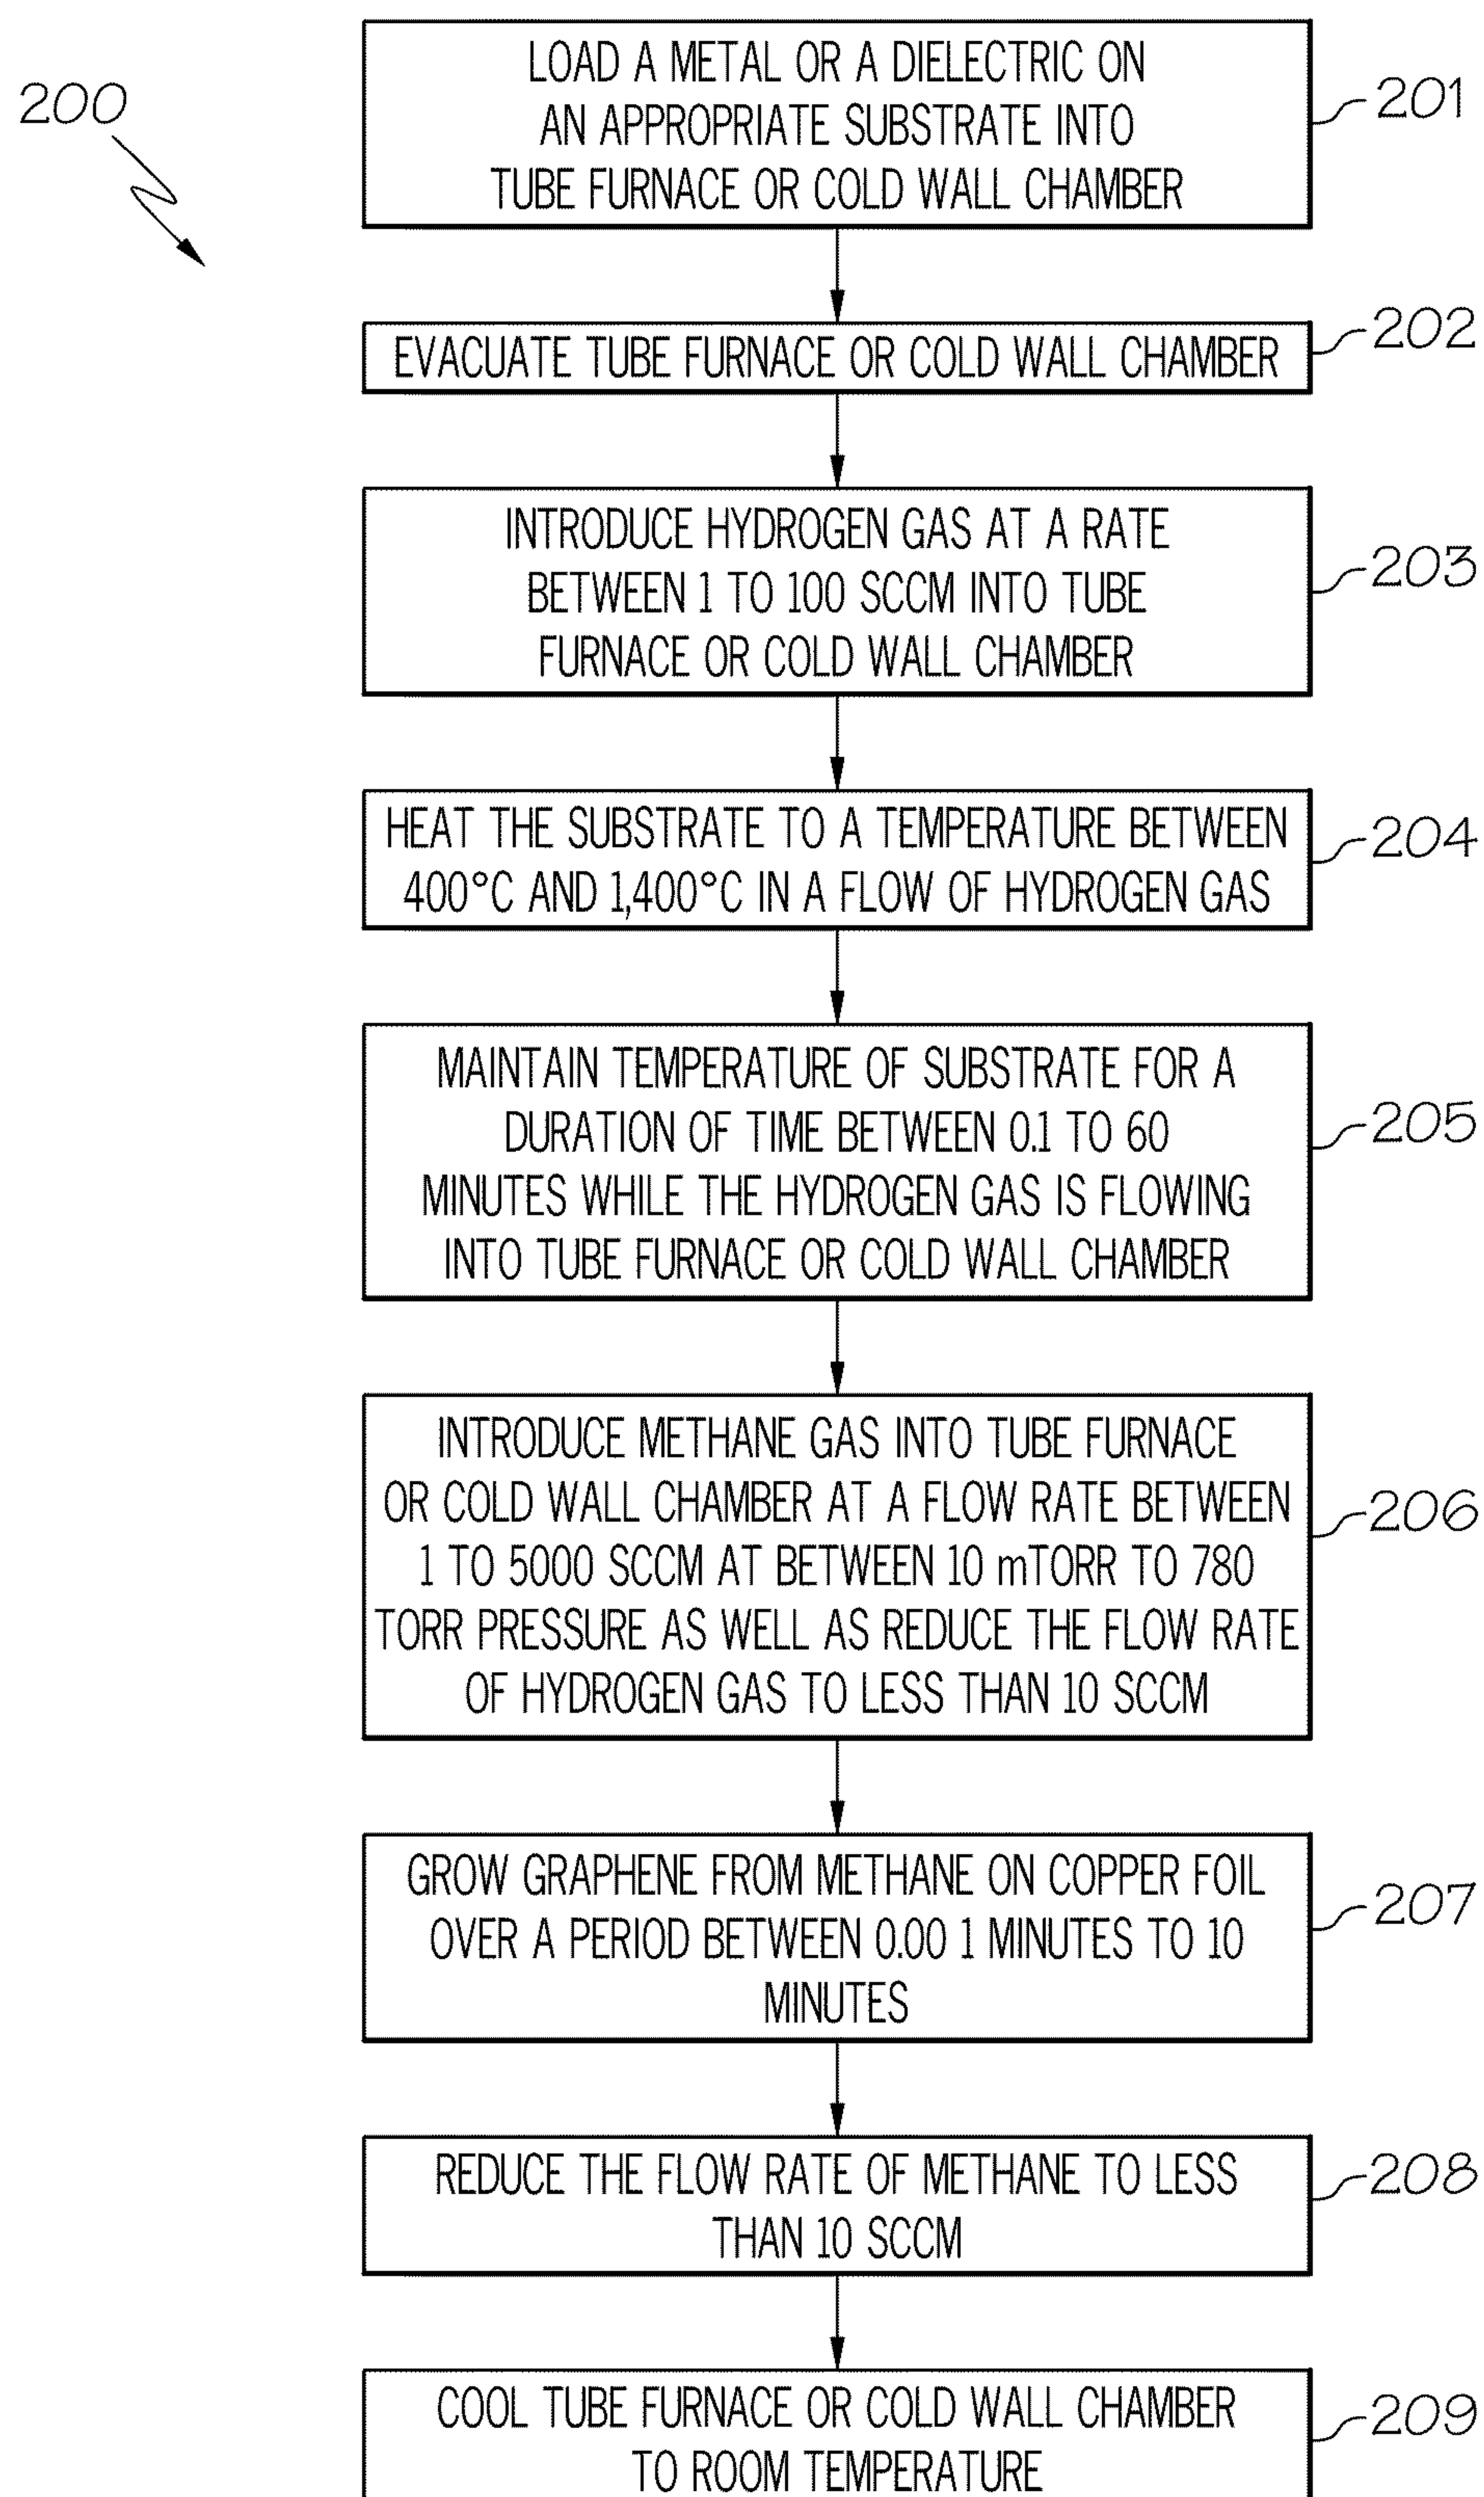 200
LOAD A METAL OR A DIELECTRIC ON
AN APPROPRIATE SUBSTRATE INTO
TUBE FURNACE OR COLD WALL CHAMBER
201
EVACUATE TUBE FURNACE OR COLD WALL CHAMBER
202
INTRODUCE HYDROGEN GAS AT A RATE
BETWEEN 1 TO 100 SCCM INTO TUBE
FURNACE OR COLD WALL CHAMBER
203
HEAT THE SUBSTRATE TO A TEMPERATURE BETWEEN
400°C AND 1,400°C IN A FLOW OF HYDROGEN GAS
204
MAINTAIN TEMPERATURE OF SUBSTRATE FOR A
DURATION OF TIME BETWEEN 0.1 TO 60
MINUTES WHILE THE HYDROGEN GAS IS FLOWING
INTO TUBE FURNACE OR COLD WALL CHAMBER
205
INTRODUCE METHANE GAS INTO TUBE FURNACE
OR COLD WALL CHAMBER AT A FLOW RATE BETWEEN
1 TO 5000 SCCM AT BETWEEN 10 mTORR TO 780
TORR PRESSURE AS WELL AS REDUCE THE FLOW RATE
OF HYDROGEN GAS TO LESS THAN 10 SCCM
206
GROW GRAPHENE FROM METHANE ON COPPER FOIL
OVER A PERIOD BETWEEN 0.00 1 MINUTES TO 10
MINUTES
207
REDUCE THE FLOW RATE OF METHANE TO LESS
THAN 10 SCCM
208
COOL TUBE FURNACE OR COLD WALL CHAMBER
TO ROOM TEMPERATURE
209